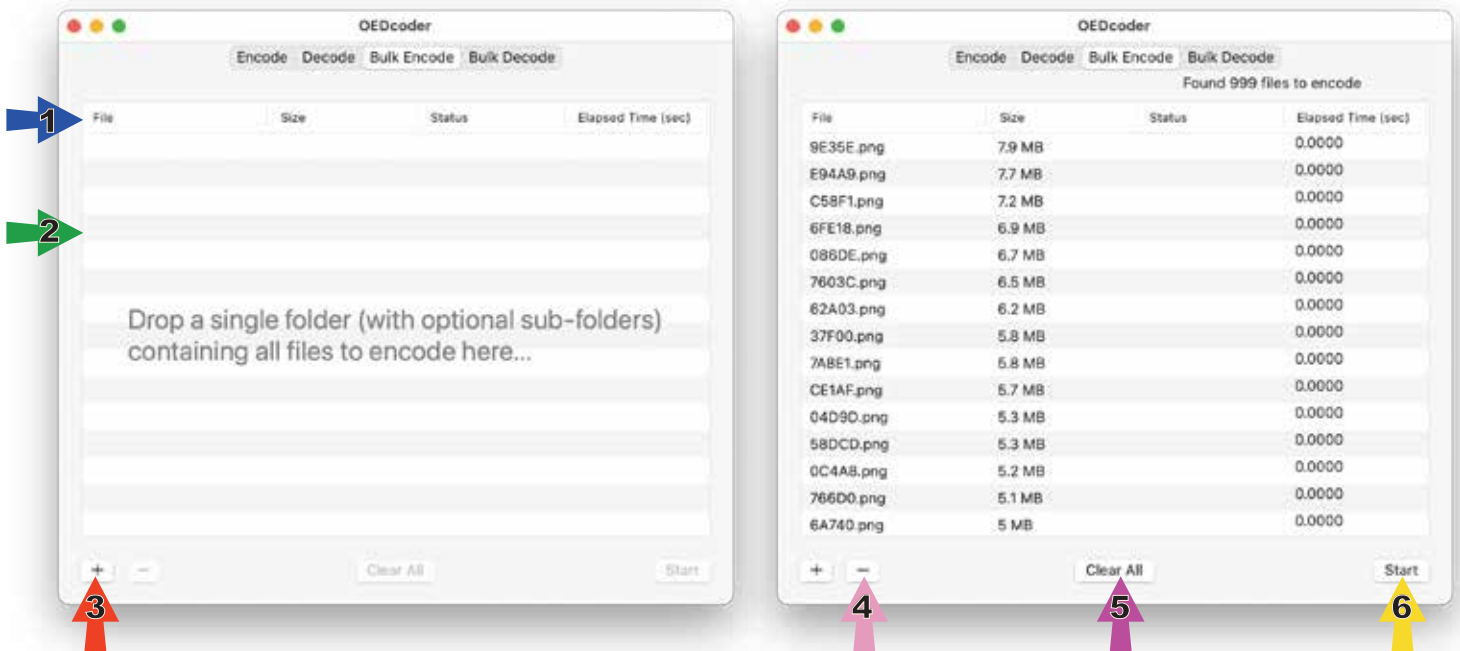 OEDcoder
Encode Decode Bulk Encode Bulk Decode
1
File Size Status Elapsed Time (sec)
2
Drop a single folder (with optional sub-folders)
containing all files to encode here...
+ − Clear All Start
3
OEDcoder
Encode Decode Bulk Encode Bulk Decode
Found 999 files to encode
File Size Status Elapsed Time (sec)
9E35E.png 7.9 MB 0.0000
E94A9.png 7.7 MB 0.0000
C58F1.png 7.2 MB 0.0000
6FE18.png 6.9 MB 0.0000
086DE.png 6.7 MB 0.0000
7603C.png 6.5 MB 0.0000
62A03.png 6.2 MB 0.0000
37F00.png 5.8 MB 0.0000
7A8E1.png 5.8 MB 0.0000
CE1AF.png 5.7 MB 0.0000
04D9D.png 5.3 MB 0.0000
58DCD.png 5.3 MB 0.0000
0C4A8.png 5.2 MB 0.0000
766D0.png 5.1 MB 0.0000
6A740.png 5 MB 0.0000
+ − Clear All Start
4 5 6